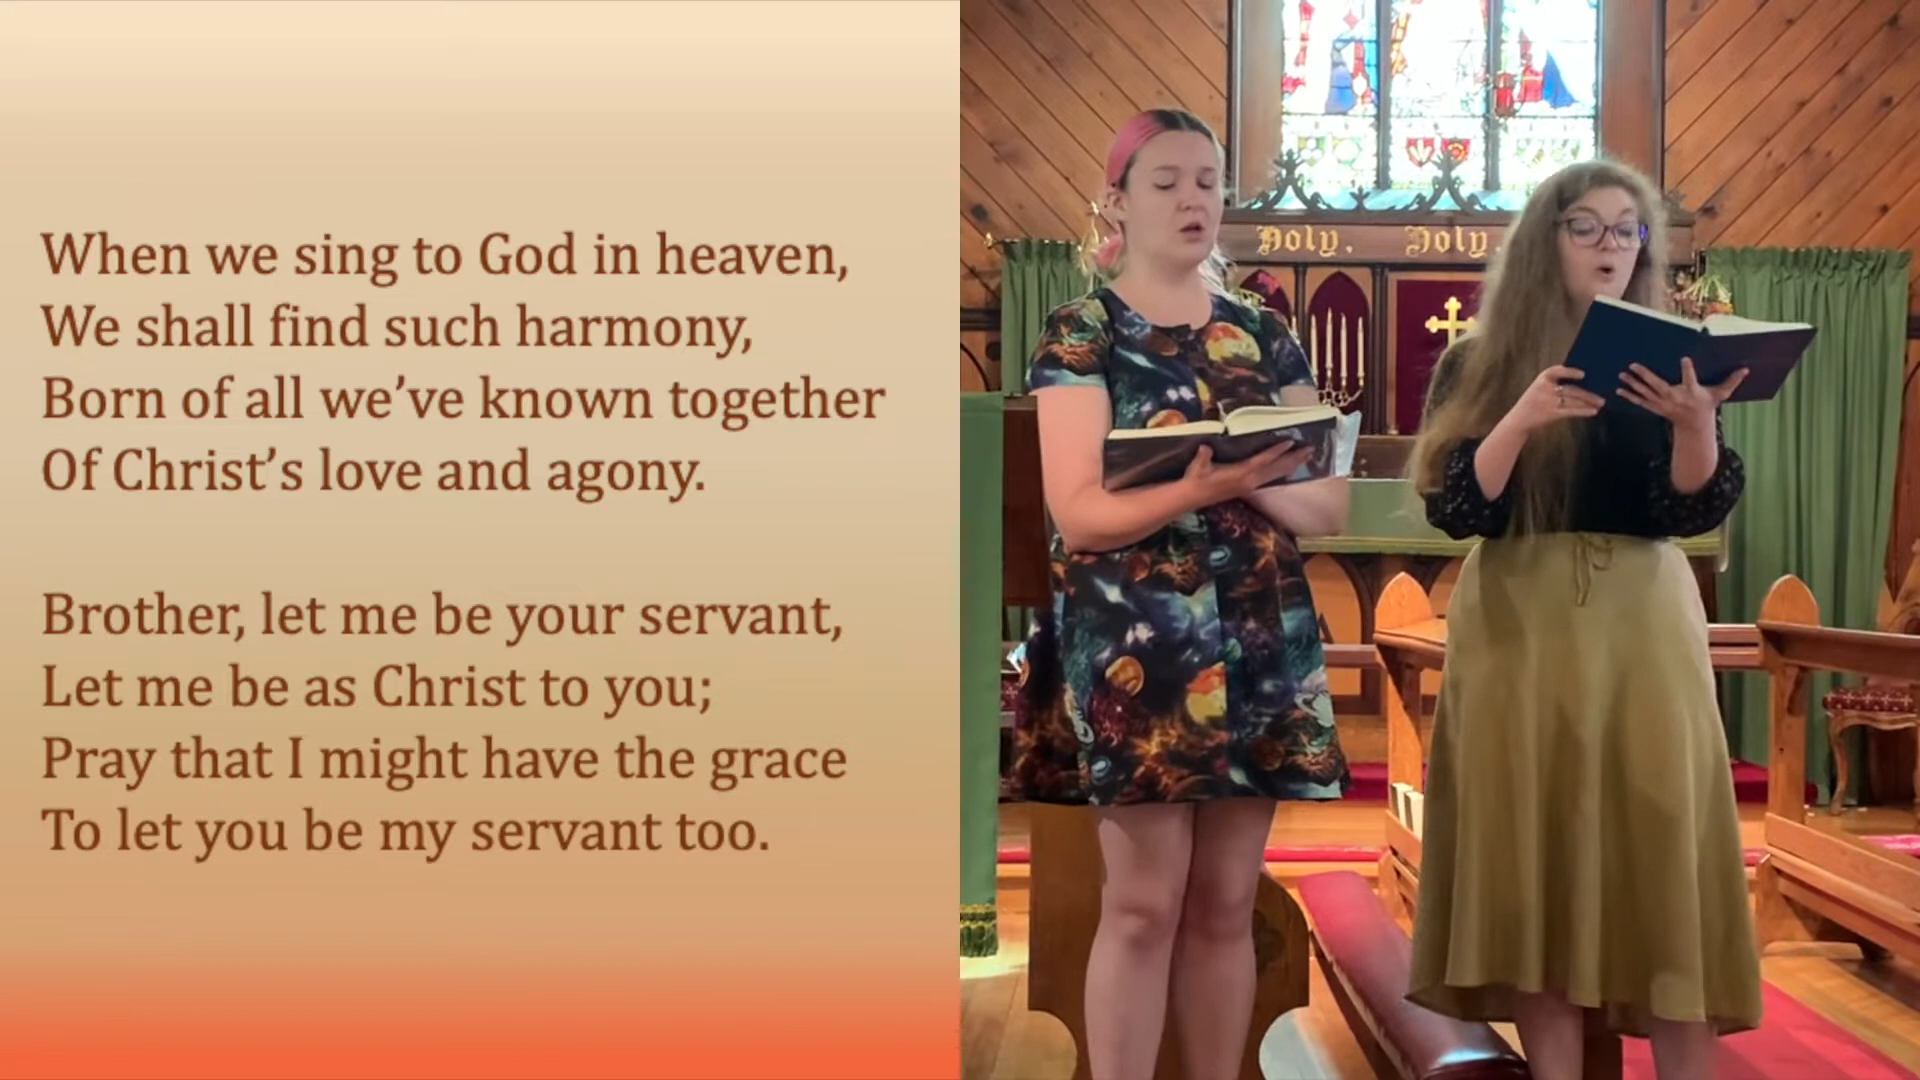 When we sing to God in heaven,
We shall find such harmony,
Born of all we’ve known together
Of Christ’s love and agony.
Brother, let me be your servant,
Let me be as Christ to you;
Pray that I might have the grace
To let you be my servant too.
Holy, Holy,